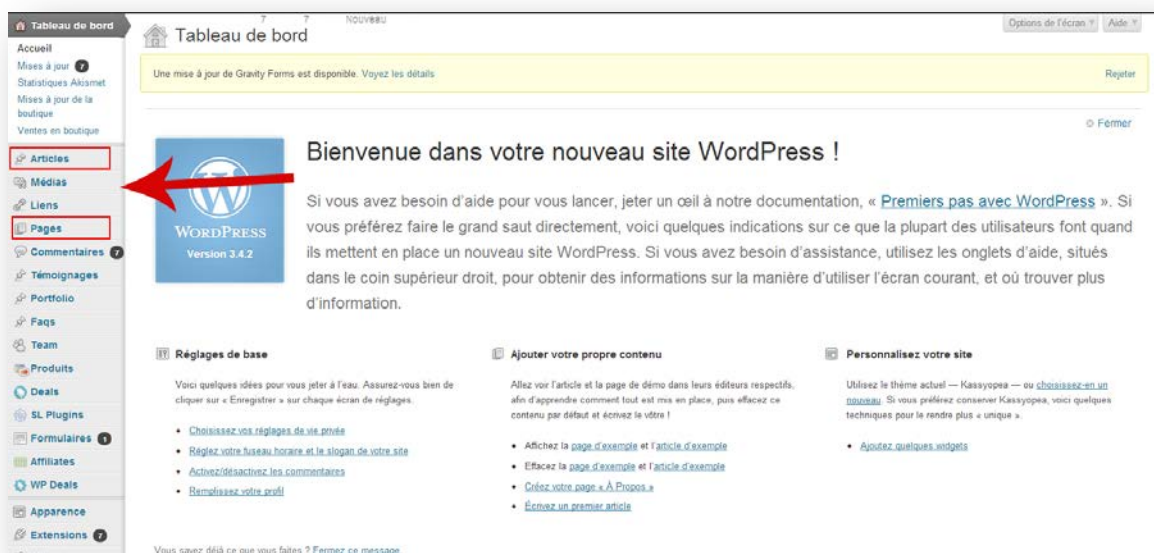 7 7 Nouveau
Tableau de bord
Accueil
Mises à jour 7
Statistiques Akismet
Mises à jour de la
boutique
Ventes en boutique
Articles
Médias
Liens
Pages
Commentaires 7
Témoignages
Portfolio
Faqs
Team
Produits
Deals
SL Plugins
Formulaires 1
Affiliates
WP Deals
Apparence
Extensions 7
Tableau de bord
Options de l'écran
Aide
Une mise à jour de Gravity Forms est disponible. Voyez les détails
Rejeter
Fermer
WORDPRESS
Version 3.4.2
Bienvenue dans votre nouveau site WordPress !
Si vous avez besoin d'aide pour vous lancer, jeter un œil à notre documentation, « Premiers pas avec WordPress ». Si
vous préférez faire le grand saut directement, voici quelques indications sur ce que la plupart des utilisateurs font quand
ils mettent en place un nouveau site WordPress. Si vous avez besoin d'assistance, utilisez les onglets d'aide, situés
dans le coin supérieur droit, pour obtenir des informations sur la manière d'utiliser l'écran courant, et où trouver plus
d'information.
Réglages de base
Voici quelques idées pour vous jeter à l'eau. Assurez-vous bien de
cliquer sur « Enregistrer » sur chaque écran de réglages.
Choisissez vos réglages de vie privée
Réglez votre fuseau horaire et le slogan de votre site
Activez/désactivez les commentaires
Remplissez votre profil
Ajouter votre propre contenu
Allez voir l'article et la page de démo dans leurs éditeurs respectifs,
afin d'apprendre comment tout est mis en place, puis effacez ce
contenu par défaut et écrivez le vôtre !
Affichez la page d'exemple et l'article d'exemple
Effacez la page d'exemple et l'article d'exemple
Créez votre page « À Propos »
Écrivez un premier article
Personnalisez votre site
Utilisez le thème actuel — Kassyopea — ou choisissez-en un
nouveau. Si vous préférez conserver Kassyopea, voici quelques
techniques pour le rendre plus « unique ».
Ajoutez quelques widgets
Vous savez déjà ce que vous faites ? Fermez ce message.